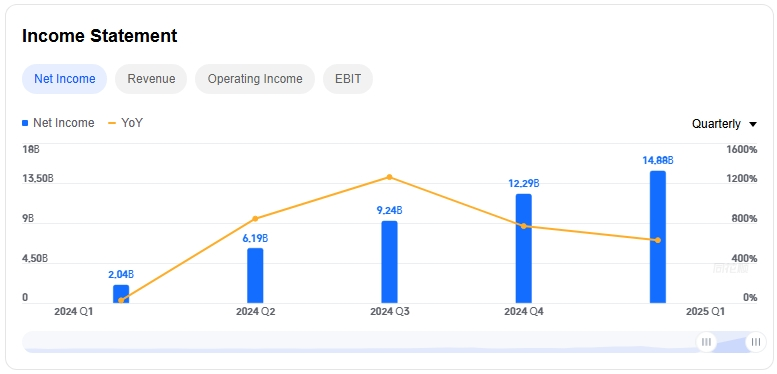 Income Statement
Net Income Revenue Operating Income EBIT
Net Income YoY Quarterly
18B 1600%
13,50B 1200%
9B 800%
4,50B 400%
0 0%
2,04B
6,19B
9,24B
12,29B
14,88B
2024 Q1 2024 Q2 2024 Q3 2024 Q4 2025 Q1